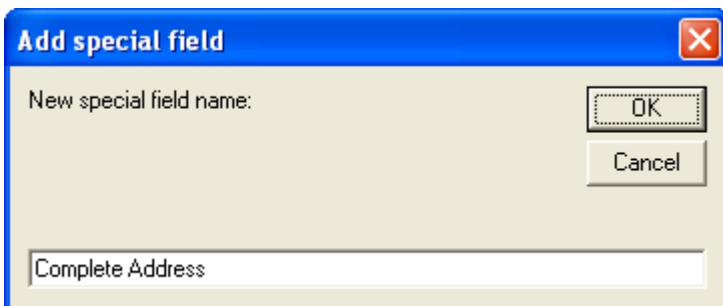 Add special field
New special field name:
OK
Cancel
Complete Address